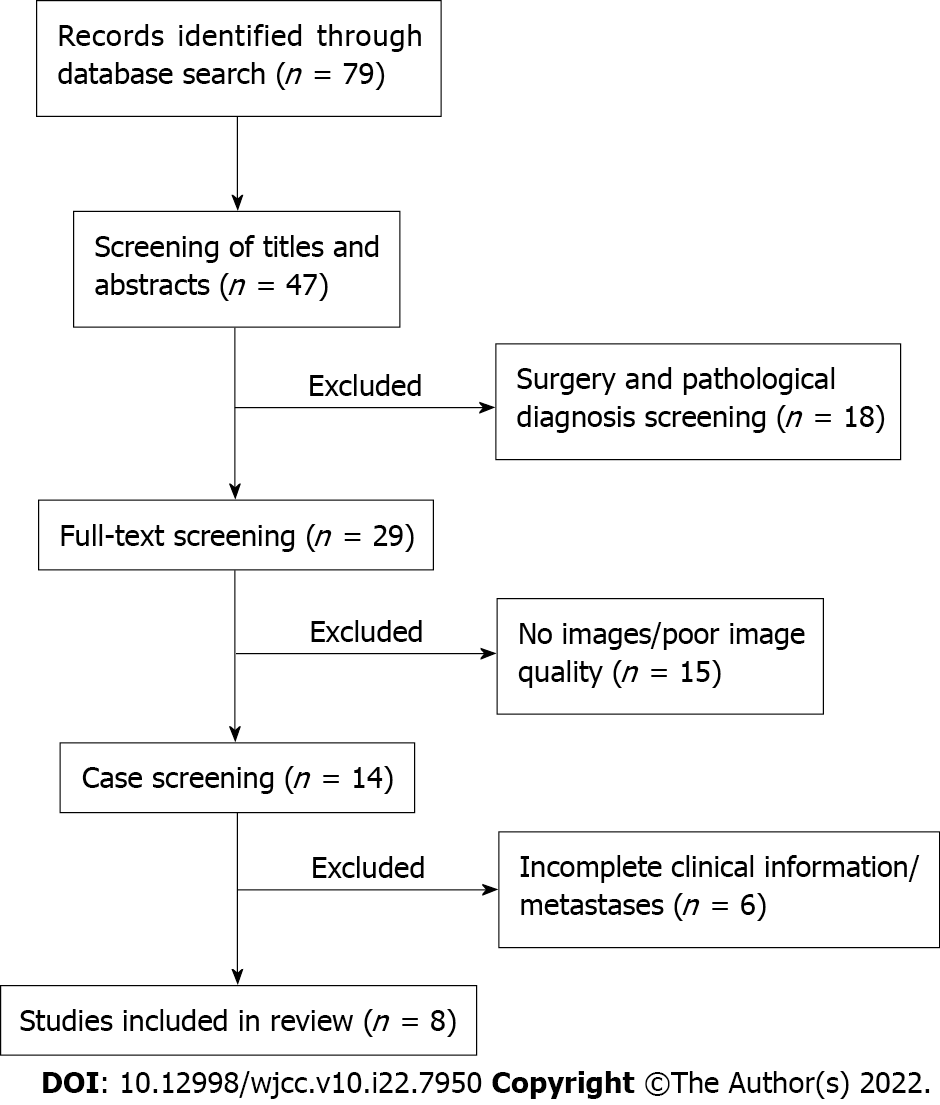 Records identified through
database search (n = 79)
Screening of titles and
abstracts (n = 47)
Excluded
Surgery and pathological
diagnosis screening (n = 18)
Full-text screening (n = 29)
Excluded
No images/poor image
quality (n = 15)
Case screening (n = 14)
Excluded
Incomplete clinical information/
metastases (n = 6)
Studies included in review (n = 8)
DOI: 10.12998/wjcc.v10.i22.7950 Copyright ©The Author(s) 2022.